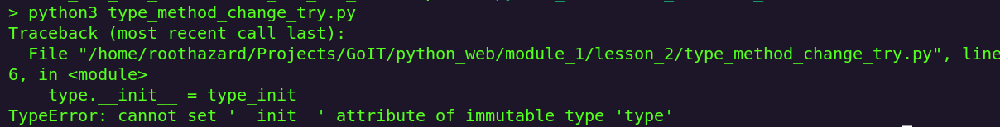 > python3 type_method_change_try.py
Traceback (most recent call last):
  File "/home/roothazard/Projects/GoIT/python_web/module_1/lesson_2/type_method_change_try.py", line
6, in <module>
    type.__init__ = type_init
TypeError: cannot set '__init__' attribute of immutable type 'type'